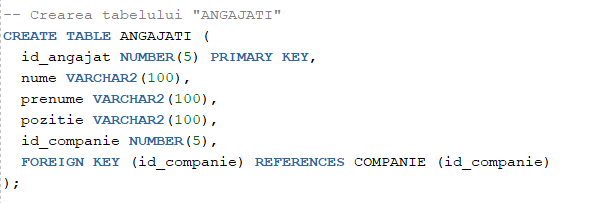 -- Crearea tabelului "ANGAJATI"
CREATE TABLE ANGAJATI (
  id_angajat NUMBER(5) PRIMARY KEY,
  nume VARCHAR2(100),
  prenume VARCHAR2(100),
  pozitie VARCHAR2(100),
  id_companie NUMBER(5),
  FOREIGN KEY (id_companie) REFERENCES COMPANIE (id_companie)
);